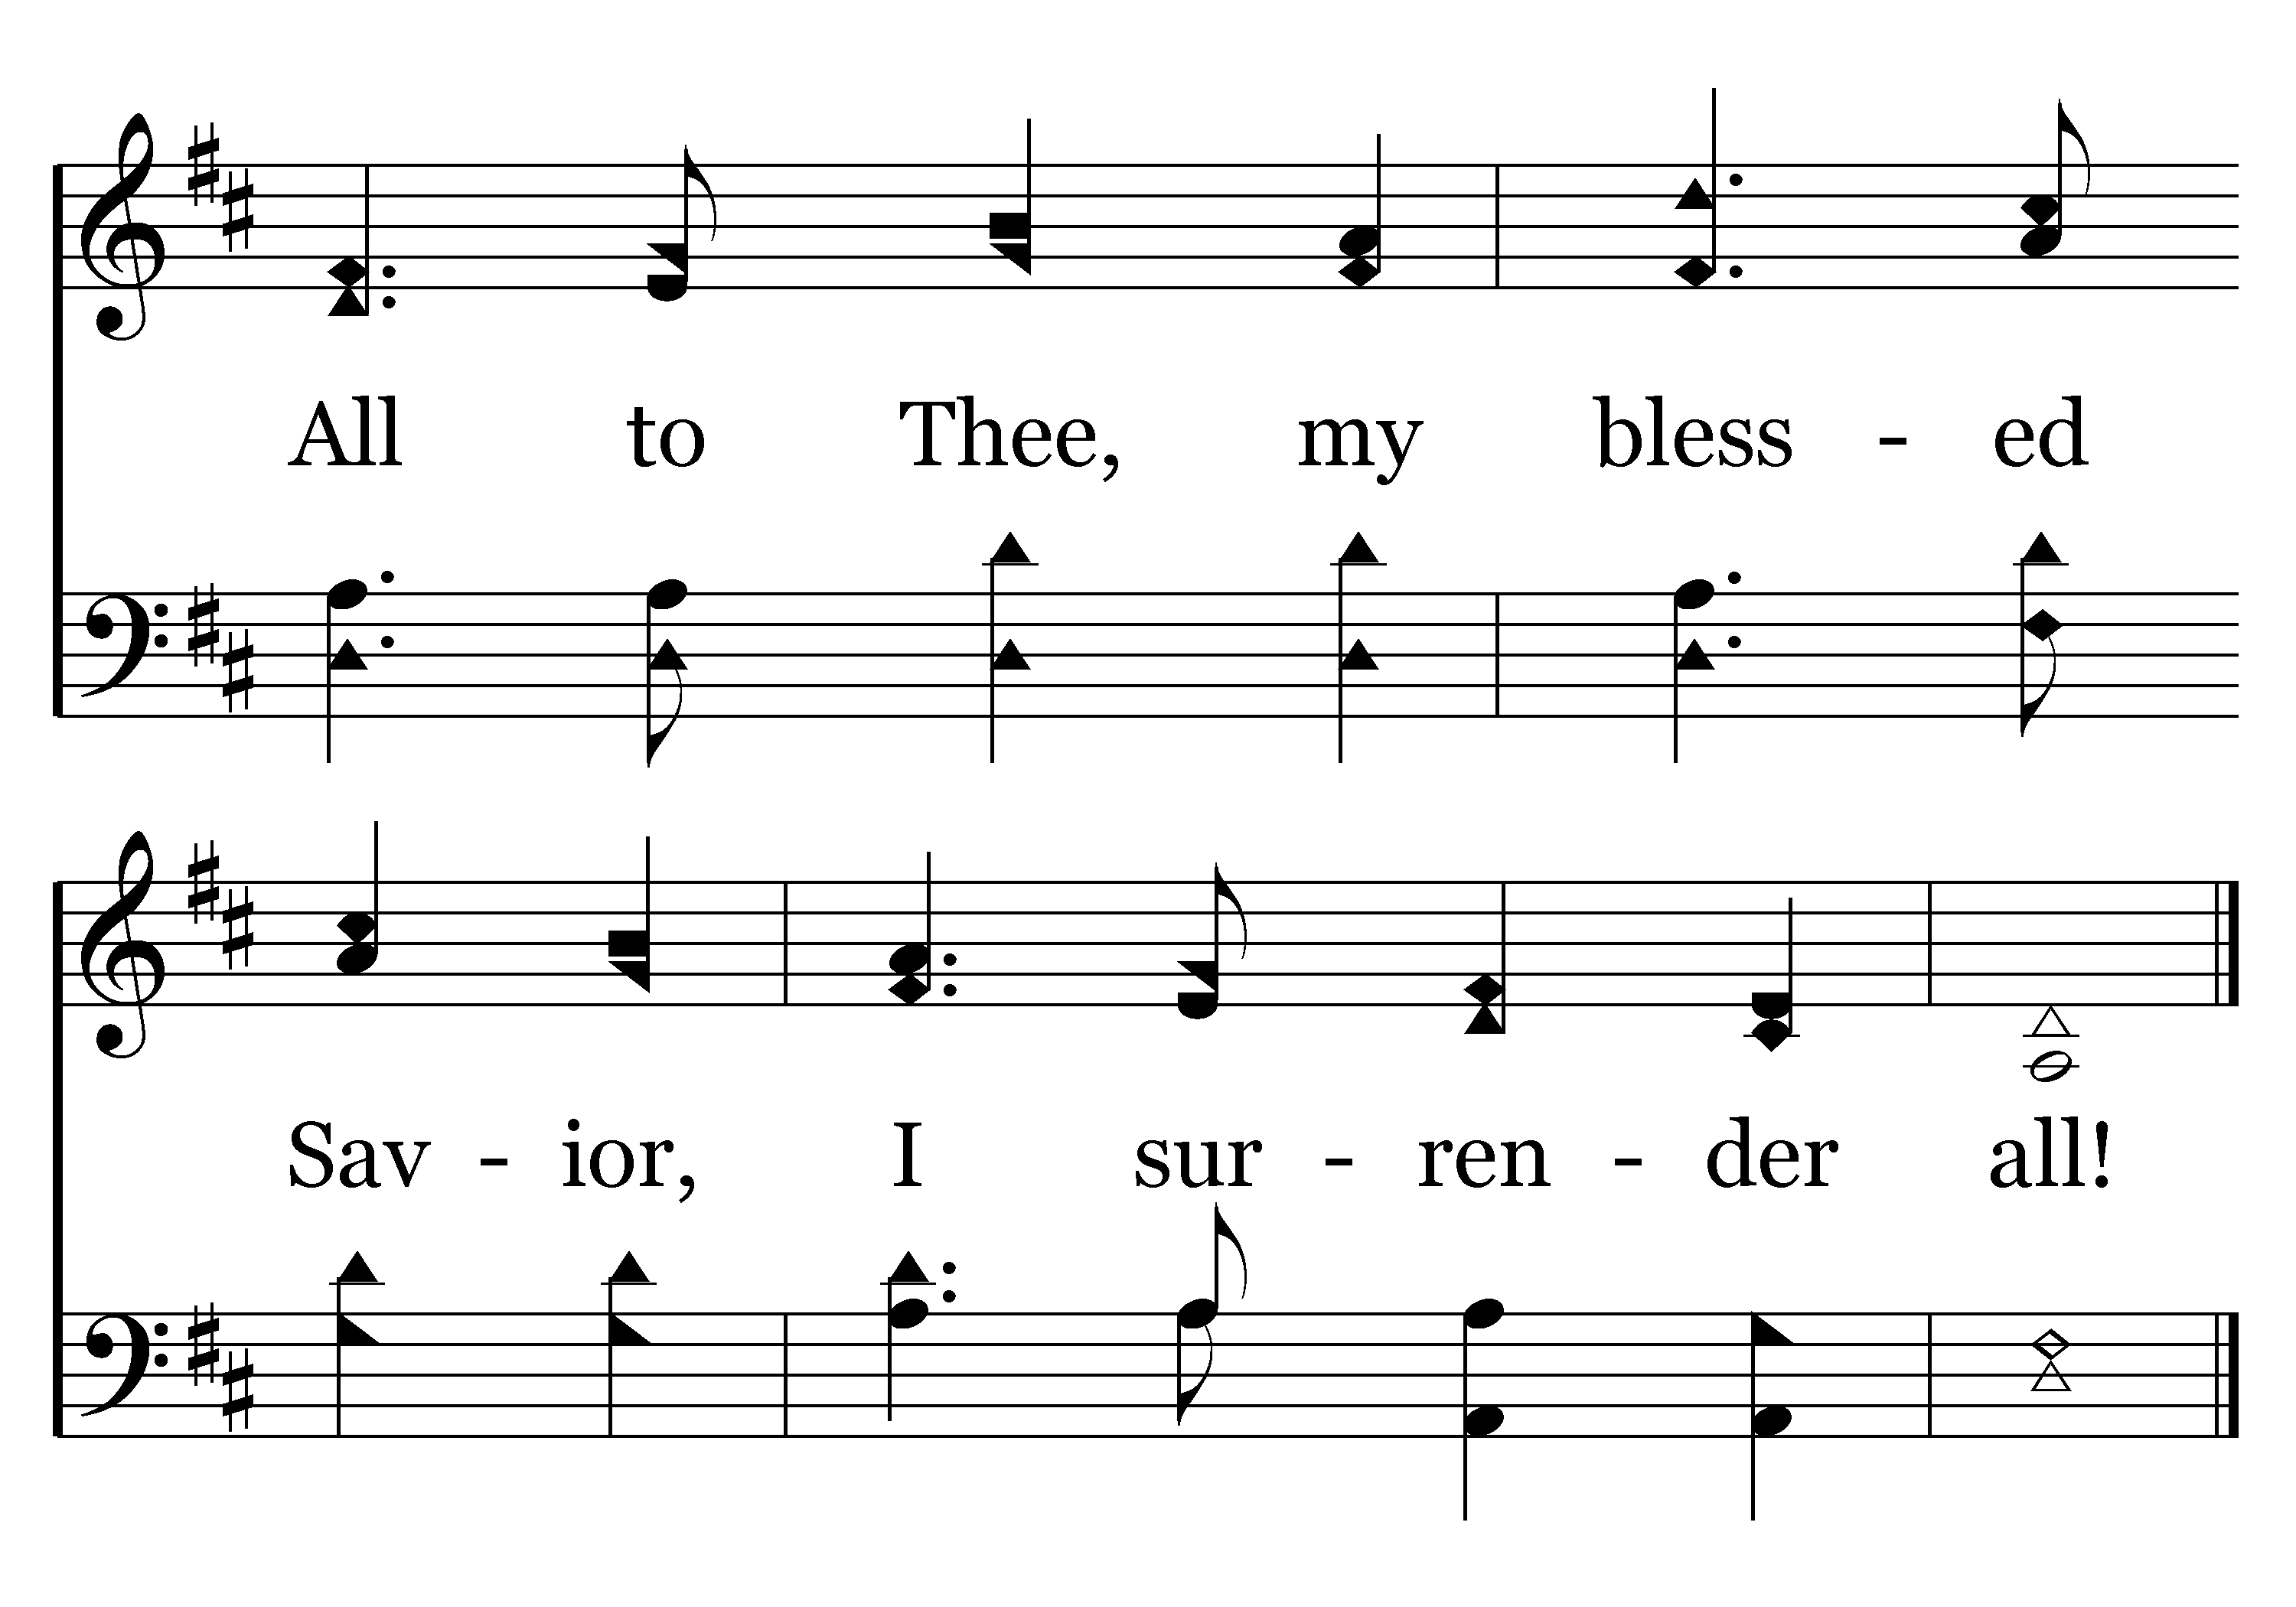 All to Thee, my bless - ed
Sav - ior, I sur - ren - der all!